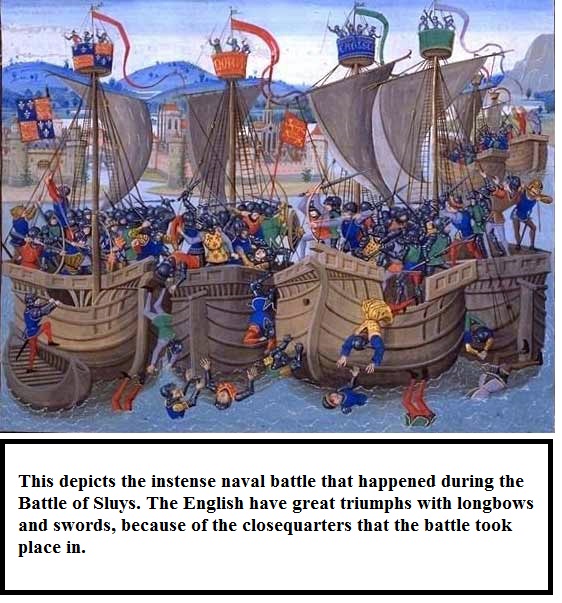 This depicts the instense naval battle that happened during the
Battle of Sluys. The English have great triumphs with longbows
and swords, because of the closequarters that the battle took
place in.